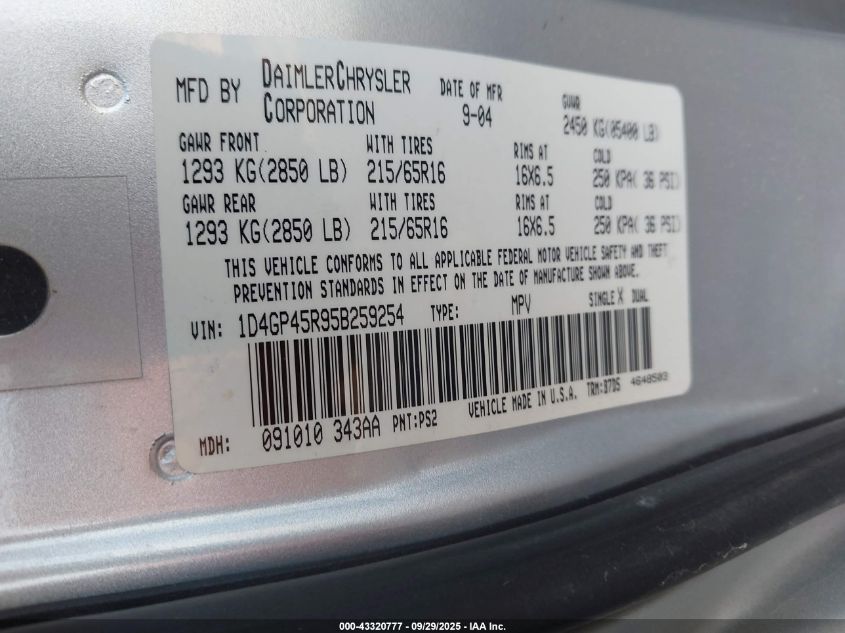 MFD BY DAIMLERCHRYSLER CORPORATION DATE OF MFR 9-04 GVWR 2450 KG(05400 LB)
GAWR FRONT WITH TIRES RIMS AT COLD
1293 KG(2850 LB) 215/65R16 16X6.5 250 KPA( 36 PSI)
GAWR REAR WITH TIRES RIMS AT COLD
1293 KG(2850 LB) 215/65R16 16X6.5 250 KPA( 36 PSI)
THIS VEHICLE CONFORMS TO ALL APPLICABLE FEDERAL MOTOR VEHICLE SAFETY AND THEFT
PREVENTION STANDARDS IN EFFECT ON THE DATE OF MANUFACTURE SHOWN ABOVE.
VIN: 1D4GP45R95B259254 TYPE: MPV SINGLE X DUAL
MDH: 091010 343AA PNT:PS2 VEHICLE MADE IN U.S.A. TRM:B7D5 4648503
000-43320777 - 09/29/2025 - IAA Inc.